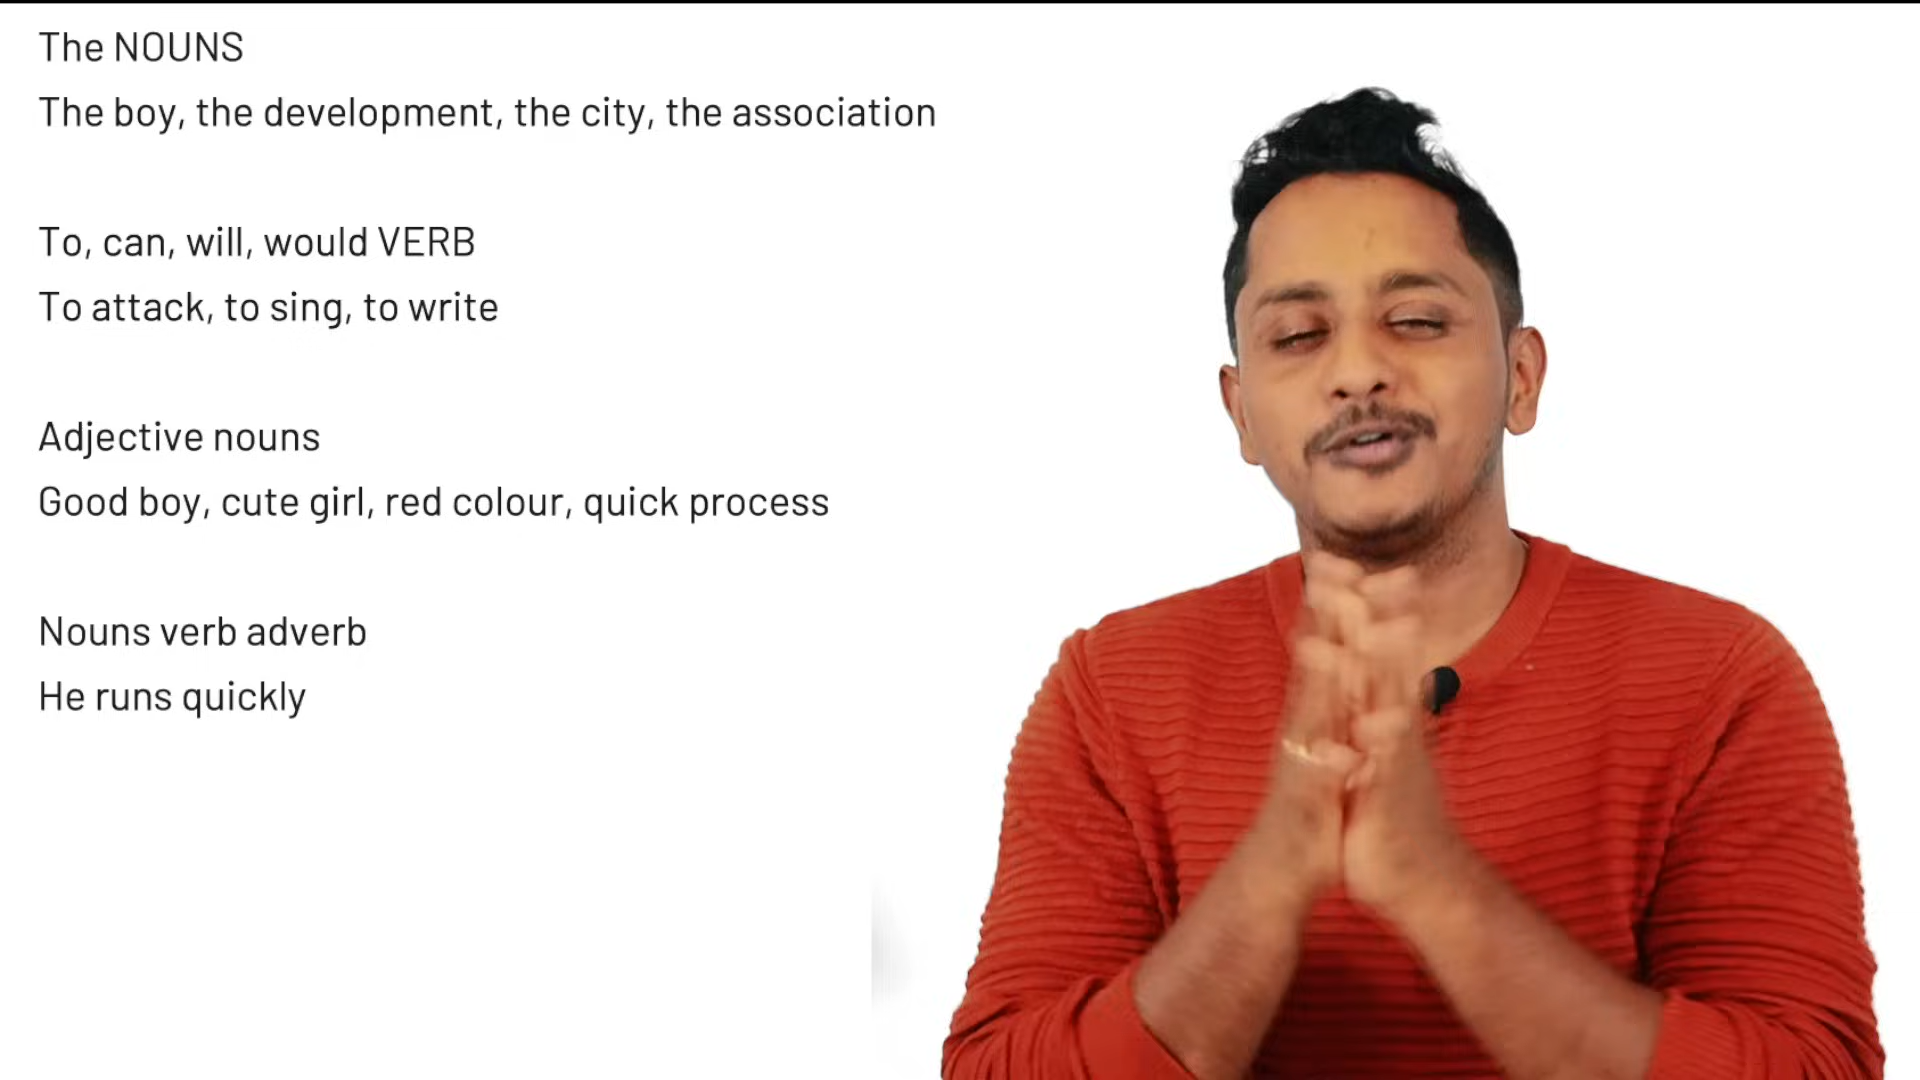 The NOUNS
The boy, the development, the city, the association
To, can, will, would VERB
To attack, to sing, to write
Adjective nouns
Good boy, cute girl, red colour, quick process
Nouns verb adverb
He runs quickly